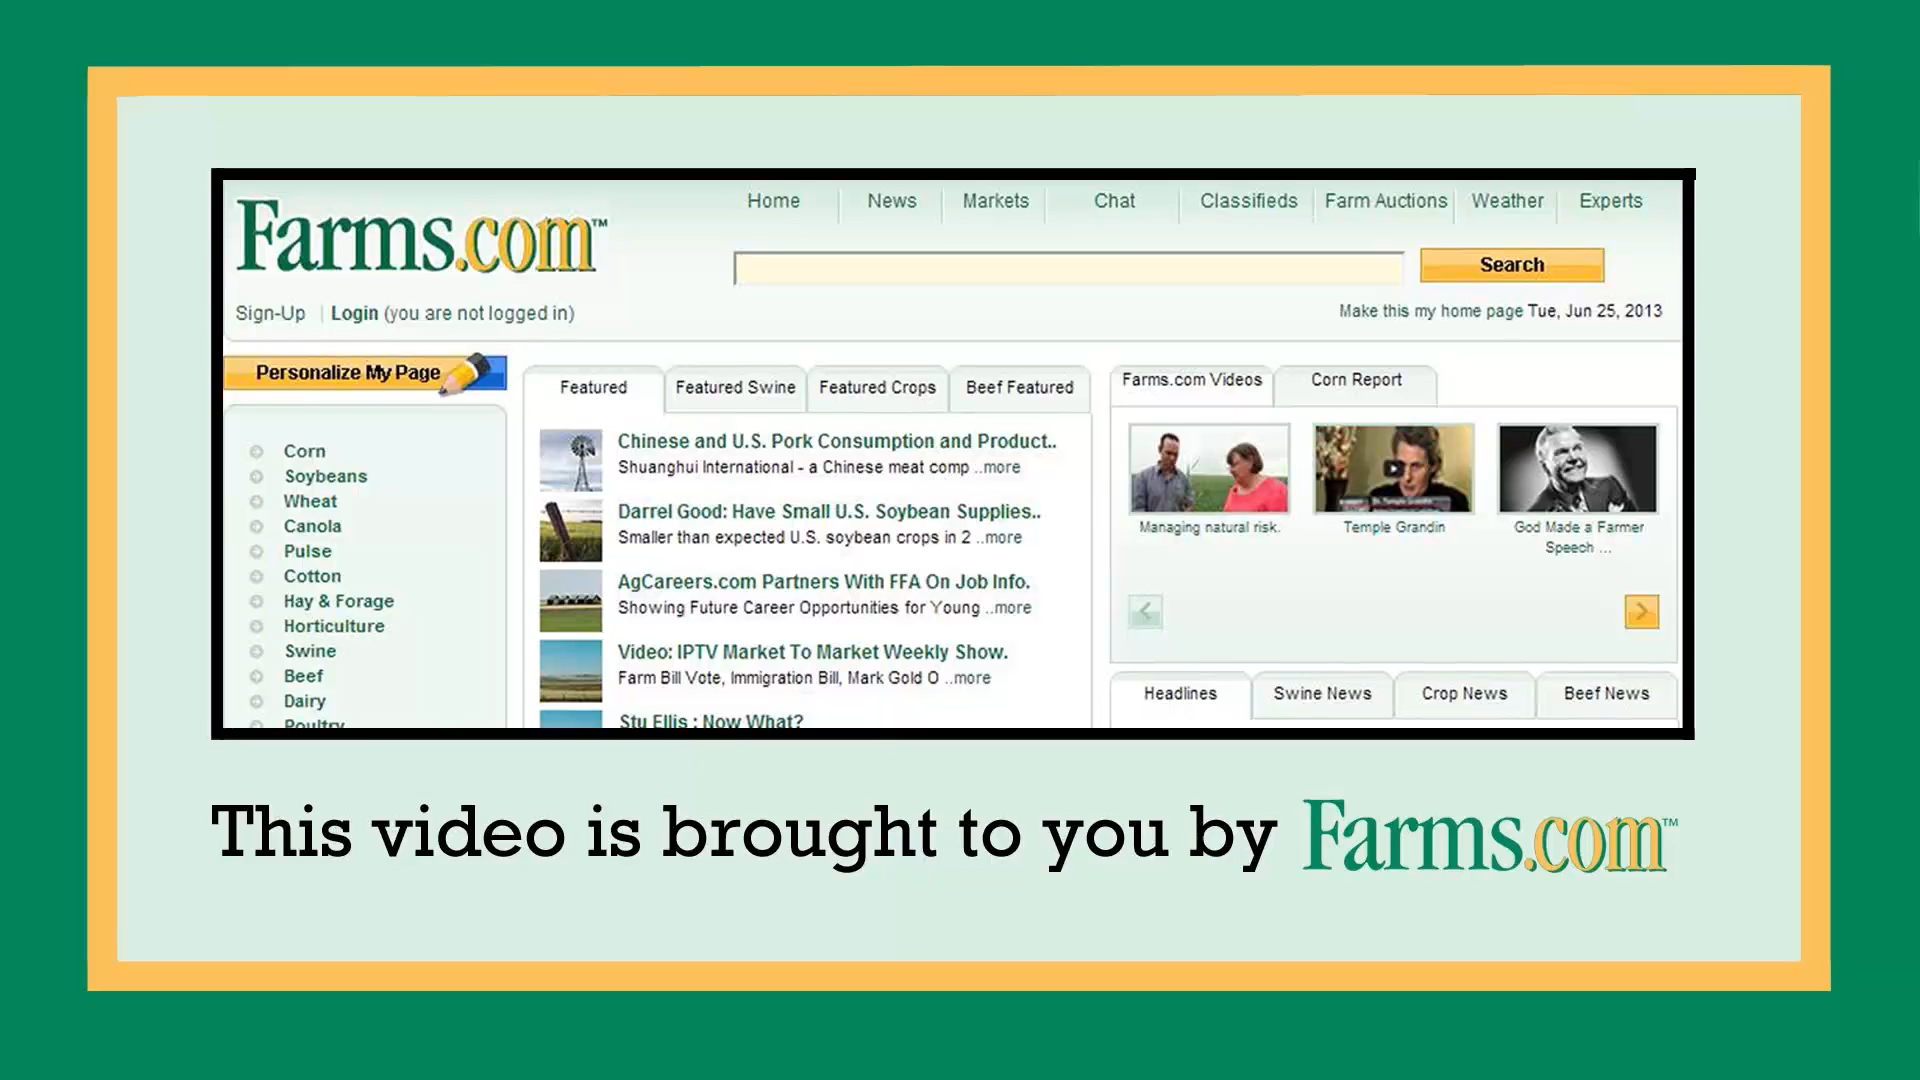 Farms.com™
Home News Markets Chat Classifieds Farm Auctions Weather Experts
Search
Sign-Up | Login (you are not logged in)
Make this my home page Tue, Jun 25, 2013
Personalize My Page
Corn
Soybeans
Wheat
Canola
Pulse
Cotton
Hay & Forage
Horticulture
Swine
Beef
Dairy
Poultry
Featured Featured Swine Featured Crops Beef Featured
Chinese and U.S. Pork Consumption and Product..
Shuanghui International - a Chinese meat comp ..more
Darrel Good: Have Small U.S. Soybean Supplies..
Smaller than expected U.S. soybean crops in 2 ..more
AgCareers.com Partners With FFA On Job Info.
Showing Future Career Opportunities for Young ..more
Video: IPTV Market To Market Weekly Show.
Farm Bill Vote, Immigration Bill, Mark Gold O ..more
Stu Ellis : Now What?
Farms.com Videos Corn Report
Managing natural risk.
Temple Grandin
God Made a Farmer
Speech ...
Headlines Swine News Crop News Beef News
This video is brought to you by Farms.com™